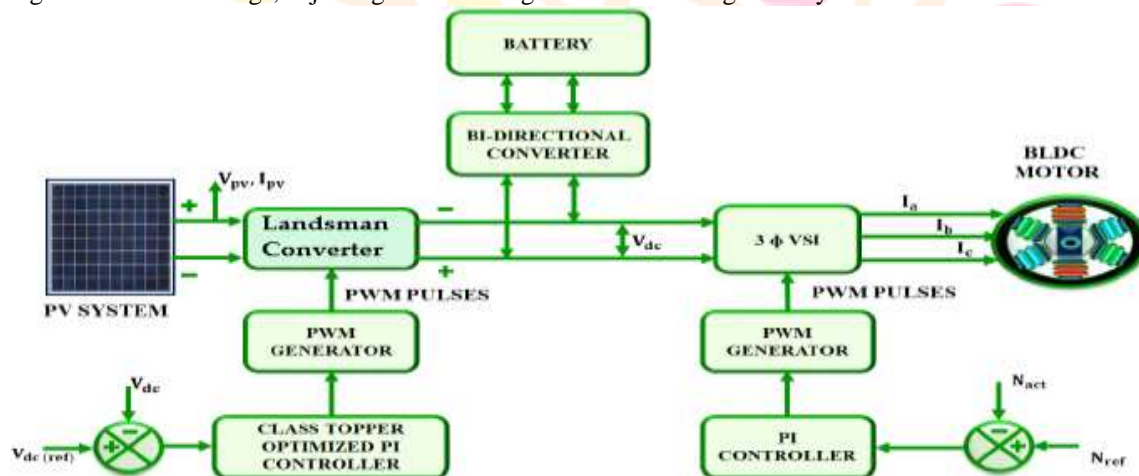 BATTERY
BI-DIRECTIONAL
CONVERTER
BLDC
MOTOR
+
Vpv, Ipv
−
Landsman
Converter
−
+
Vdc
3 ϕ VSI
Ia
Ib
Ic
−
PV SYSTEM
PWM PULSES
PWM PULSES
PWM
GENERATOR
PWM
GENERATOR
Vdc
Nact
−
+
Vdc (ref)
−
+
Nref
CLASS TOPPER
OPTIMIZED PI
CONTROLLER
PI
CONTROLLER